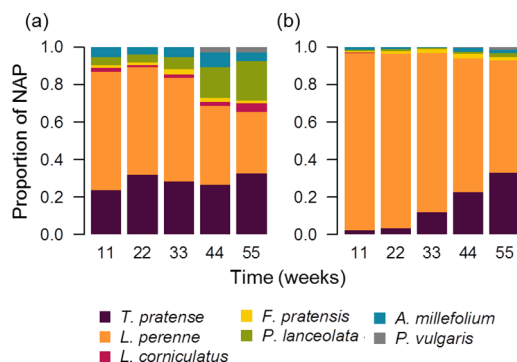 (a) (b)
Proportion of NAP
1.0 1.0
0.8 0.8
0.6 0.6
0.4 0.4
0.2 0.2
0.0 0.0
11 22 33 44 55 11 22 33 44 55
Time (weeks)
T. pratense F. pratensis A. millefolium
L. perenne P. lanceolata P. vulgaris
L. corniculatus